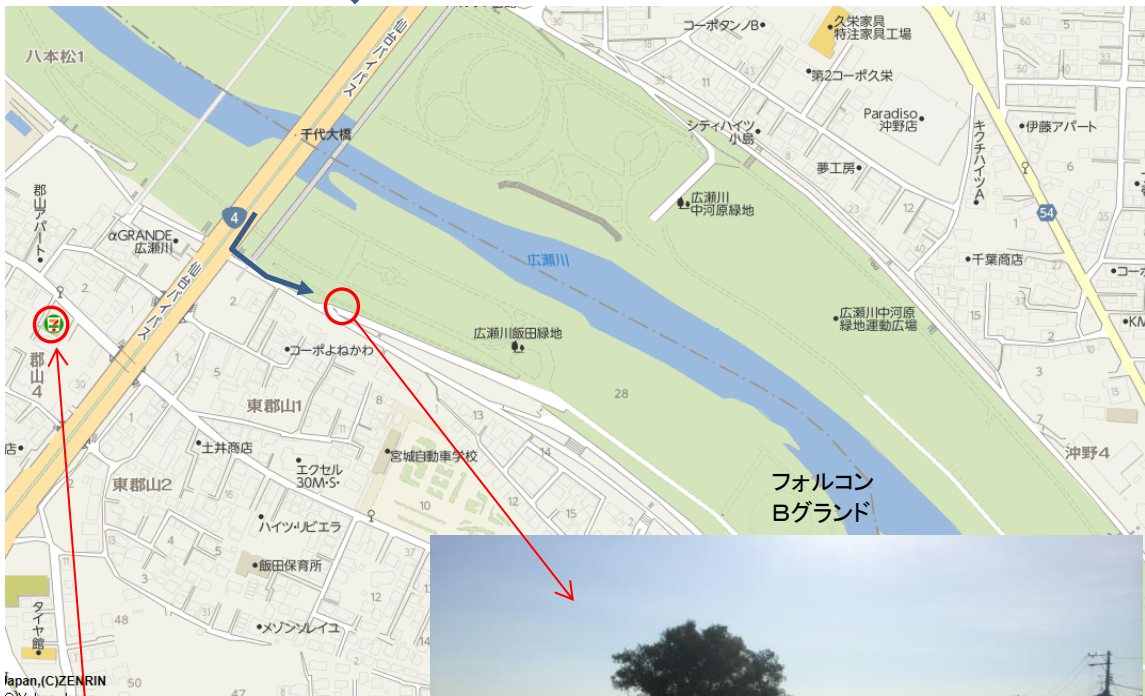 八本松1
仙台バイパス
千代大橋
コーポタンノB
久栄家具
特注家具工場
第2コーポ久栄
シティハイツ
小島
Paradiso
沖野店
キクチハイツA
伊藤アパート
夢工房
広瀬川
中河原緑地
54
千葉商店
郡山アパート
αGRANDE
広瀬川
4
仙台バイパス
広瀬川
広瀬川中河原
緑地運動広場
広瀬川飯田緑地
コーポよねかわ
郡山4
東郡山1
28
土井商店
宮城自動車学校
エクセル
30M・S・
東郡山2
沖野4
フォルコン
Bグランド
ハイツ・リビエラ
飯田保育所
タイヤ館
メゾンソレイユ
48
50
47
Japan,(C)ZENRIN